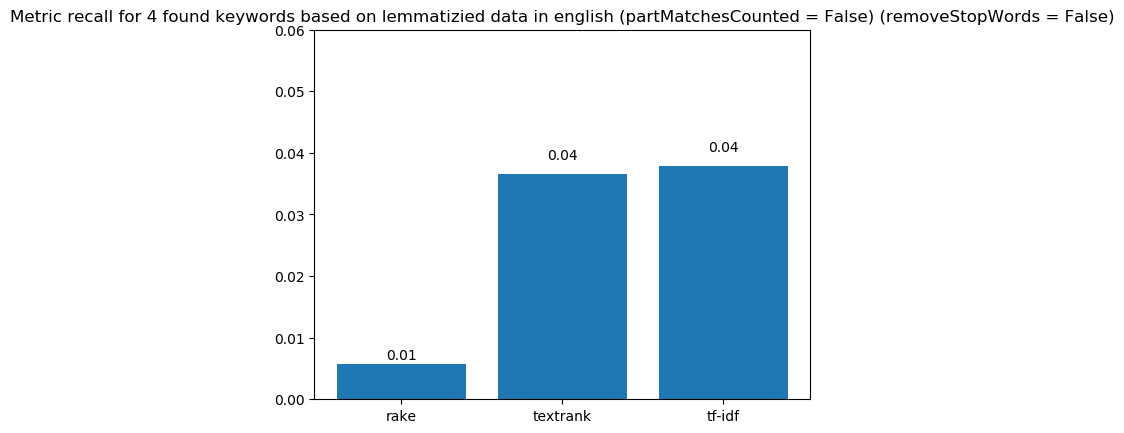 Metric recall for 4 found keywords based on lemmatizied data in english (partMatchesCounted = False) (removeStopWords = False)
0.06
0.05
0.04
0.03
0.02
0.01
0.00
0.01
0.04
0.04
rake
textrank
tf-idf